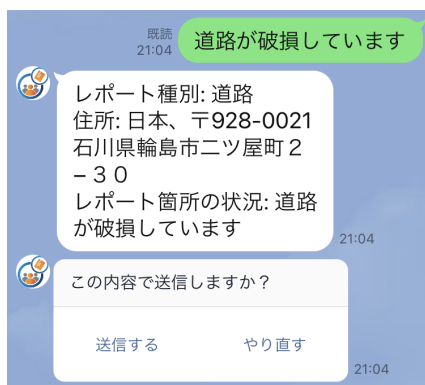 道路が破損しています
既読
21:04
レポート種別: 道路
住所: 日本、〒928-0021
石川県輪島市二ツ屋町２
−３０
レポート箇所の状況: 道路
が破損しています
21:04
この内容で送信しますか？
送信する
やり直す
21:04